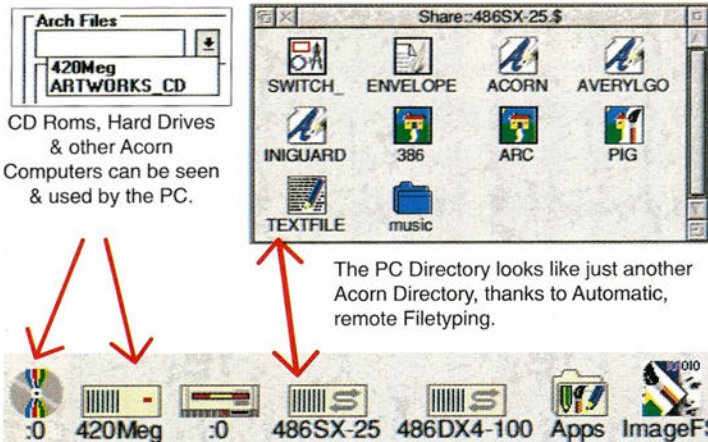 Arch Files
420Meg
ARTWORKS_CD
CD Roms, Hard Drives
& other Acorn
Computers can be seen
& used by the PC.
Share::486SX-25.$
SWITCH_ ENVELOPE ACORN AVERYLGO
INIGUARD 386 ARC PIG
TEXTFILE music
The PC Directory looks like just another
Acorn Directory, thanks to Automatic,
remote Filetyping.
:0 420Meg :0 486SX-25 486DX4-100 Apps ImageFS